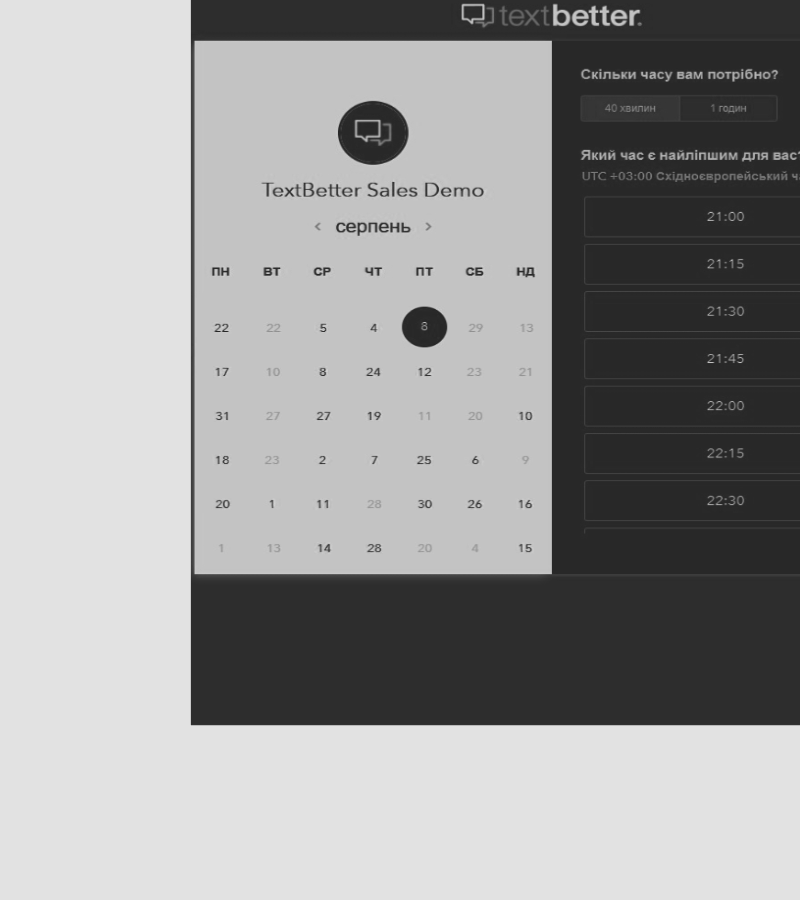 textbetter.
TextBetter Sales Demo
‹ серпень ›
ПН ВТ СР ЧТ ПТ СБ НД
22 22 5 4 8 29 13
17 10 8 24 12 23 21
31 27 27 19 11 20 10
18 23 2 7 25 6 9
20 1 11 28 30 26 16
1 13 14 28 20 4 15
Скільки часу вам потрібно?
40 хвилин 1 годин
Який час є найліпшим для вас?
UTC +03:00 Східноєвропейський
21:00
21:15
21:30
21:45
22:00
22:15
22:30